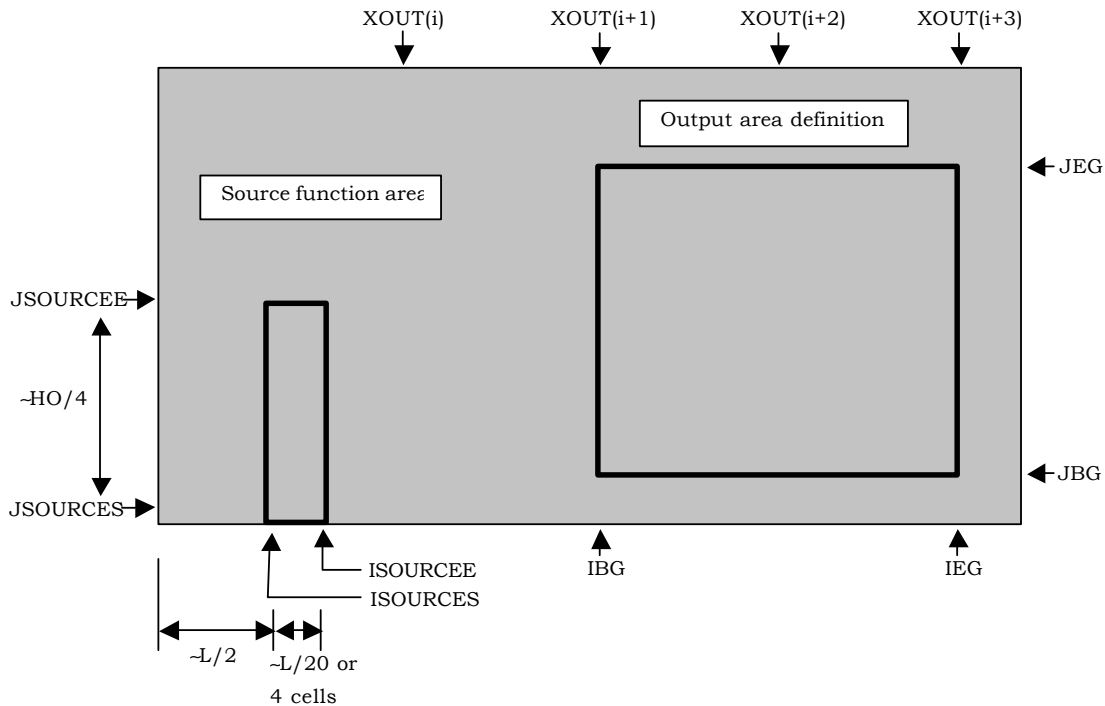 XOUT(i) XOUT(i+1) XOUT(i+2) XOUT(i+3)
Output area definition
JEG
Source function area
JSOURCEE
~HO/4
JBG
JSOURCES
ISOURCEE
IBG
IEG
ISOURCES
~L/2
~L/20 or
4 cells